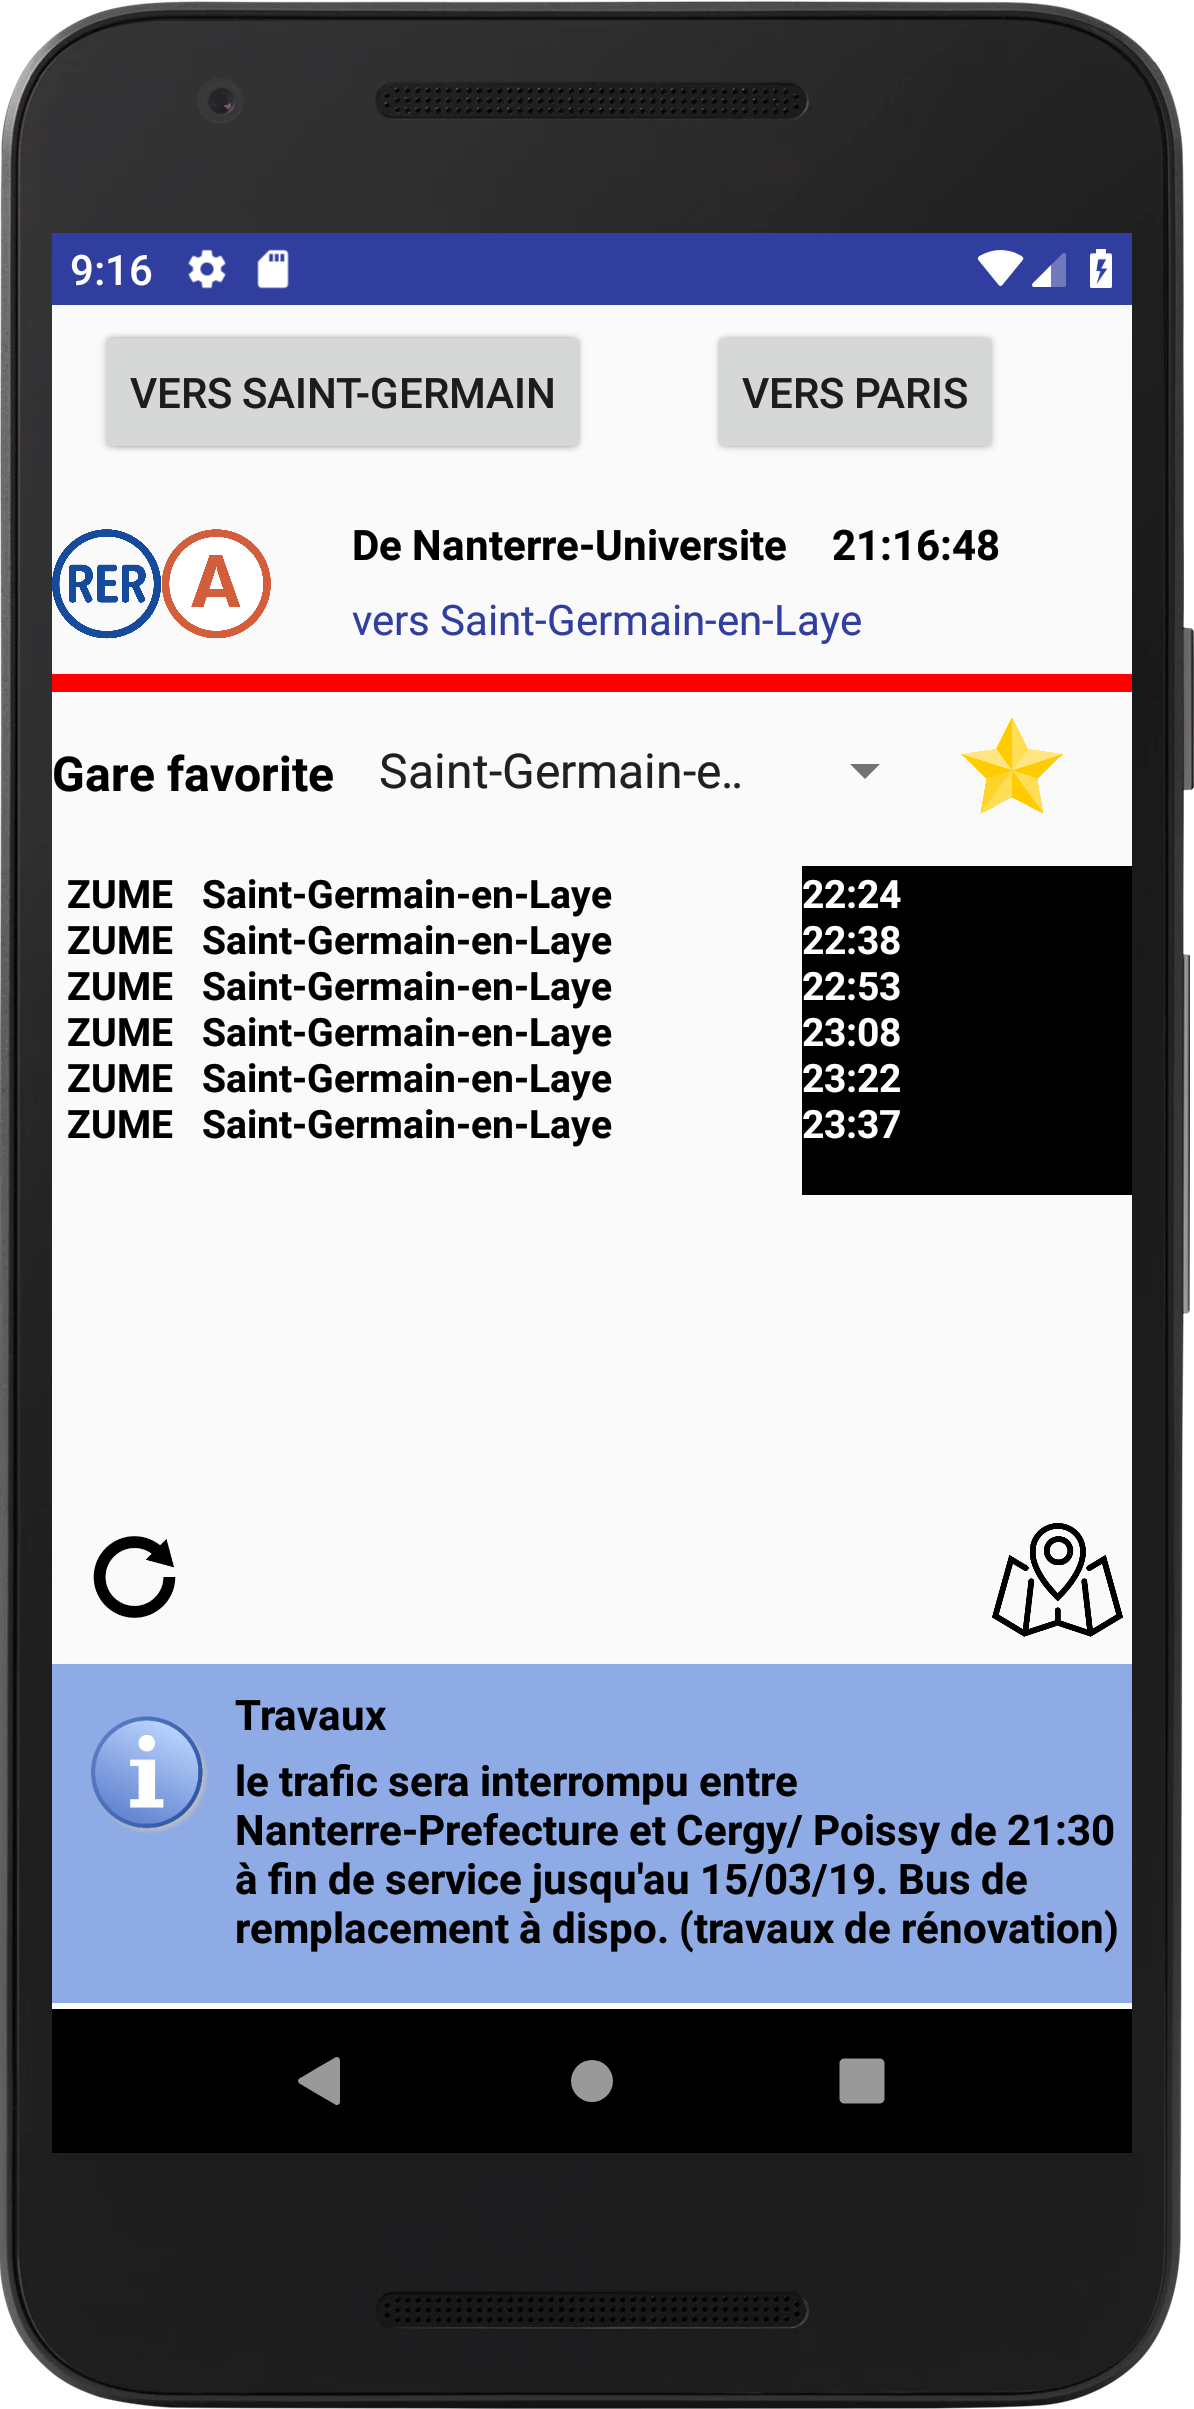 9:16
VERS SAINT-GERMAIN VERS PARIS
RER A
De Nanterre-Universite 21:16:48
vers Saint-Germain-en-Laye
Gare favorite Saint-Germain-e..
ZUME Saint-Germain-en-Laye 22:24
ZUME Saint-Germain-en-Laye 22:38
ZUME Saint-Germain-en-Laye 22:53
ZUME Saint-Germain-en-Laye 23:08
ZUME Saint-Germain-en-Laye 23:22
ZUME Saint-Germain-en-Laye 23:37
i
Travaux
le trafic sera interrompu entre
Nanterre-Prefecture et Cergy/ Poissy de 21:30
à fin de service jusqu'au 15/03/19. Bus de
remplacement à dispo. (travaux de rénovation)